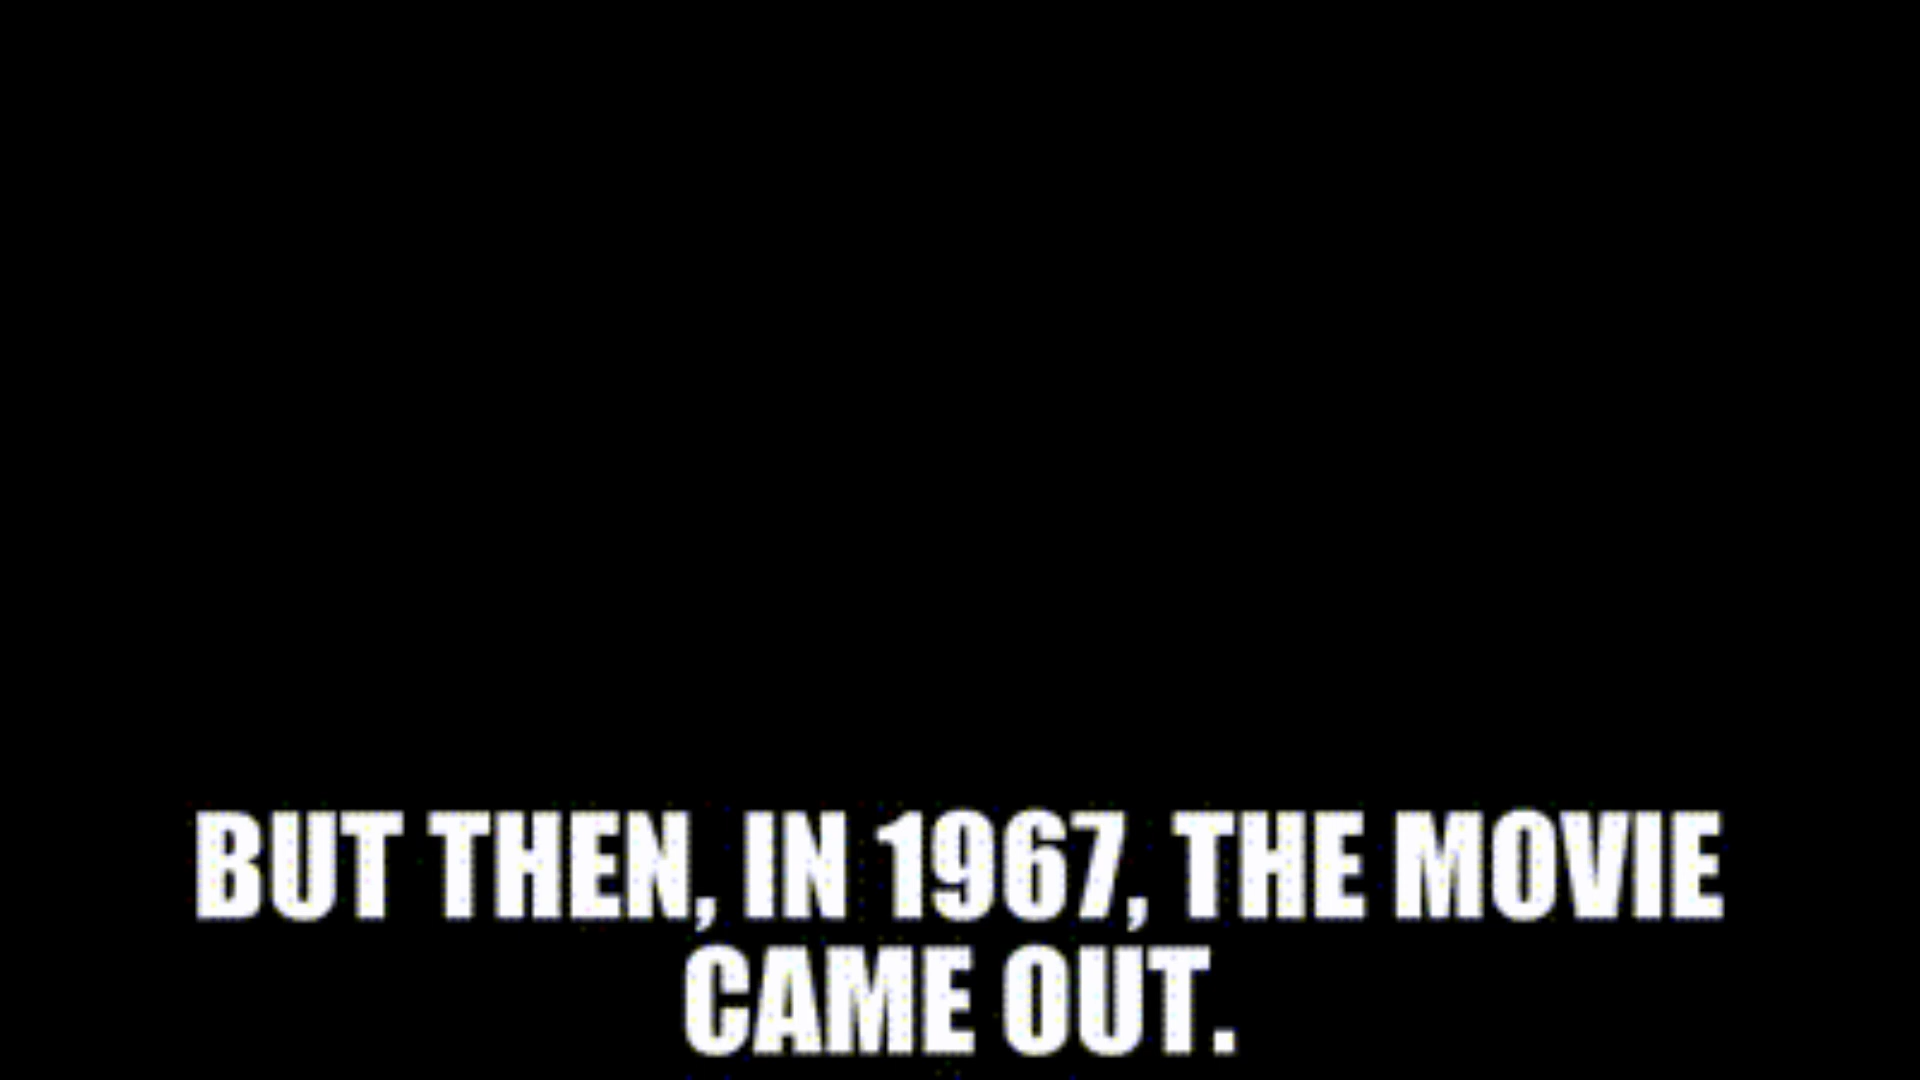 BUT THEN, IN 1967, THE MOVIE
CAME OUT.